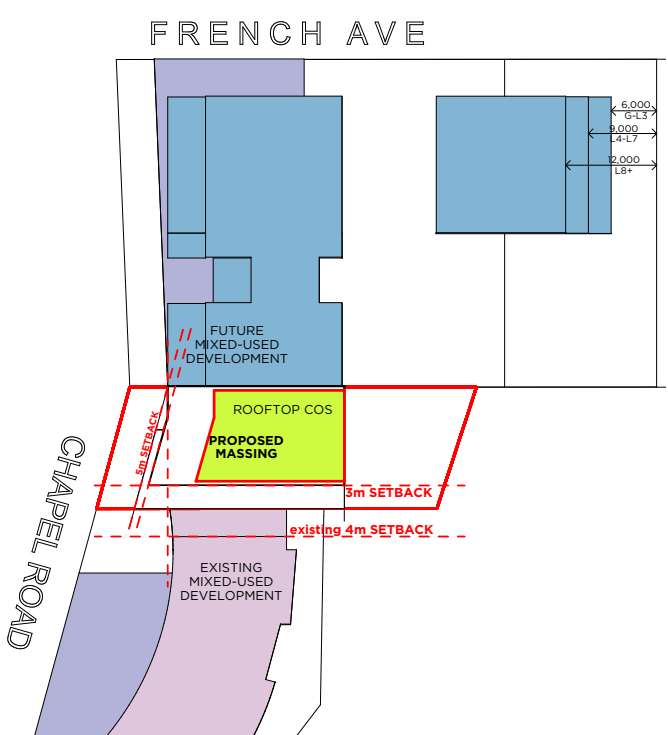 FRENCH AVE
6,000
G-L3
9,000
L4-L7
12,000
L8+
FUTURE
MIXED-USED
DEVELOPMENT
ROOFTOP COS
PROPOSED
MASSING
5m SETBACK
3m SETBACK
existing 4m SETBACK
CHAPEL ROAD
EXISTING
MIXED-USED
DEVELOPMENT